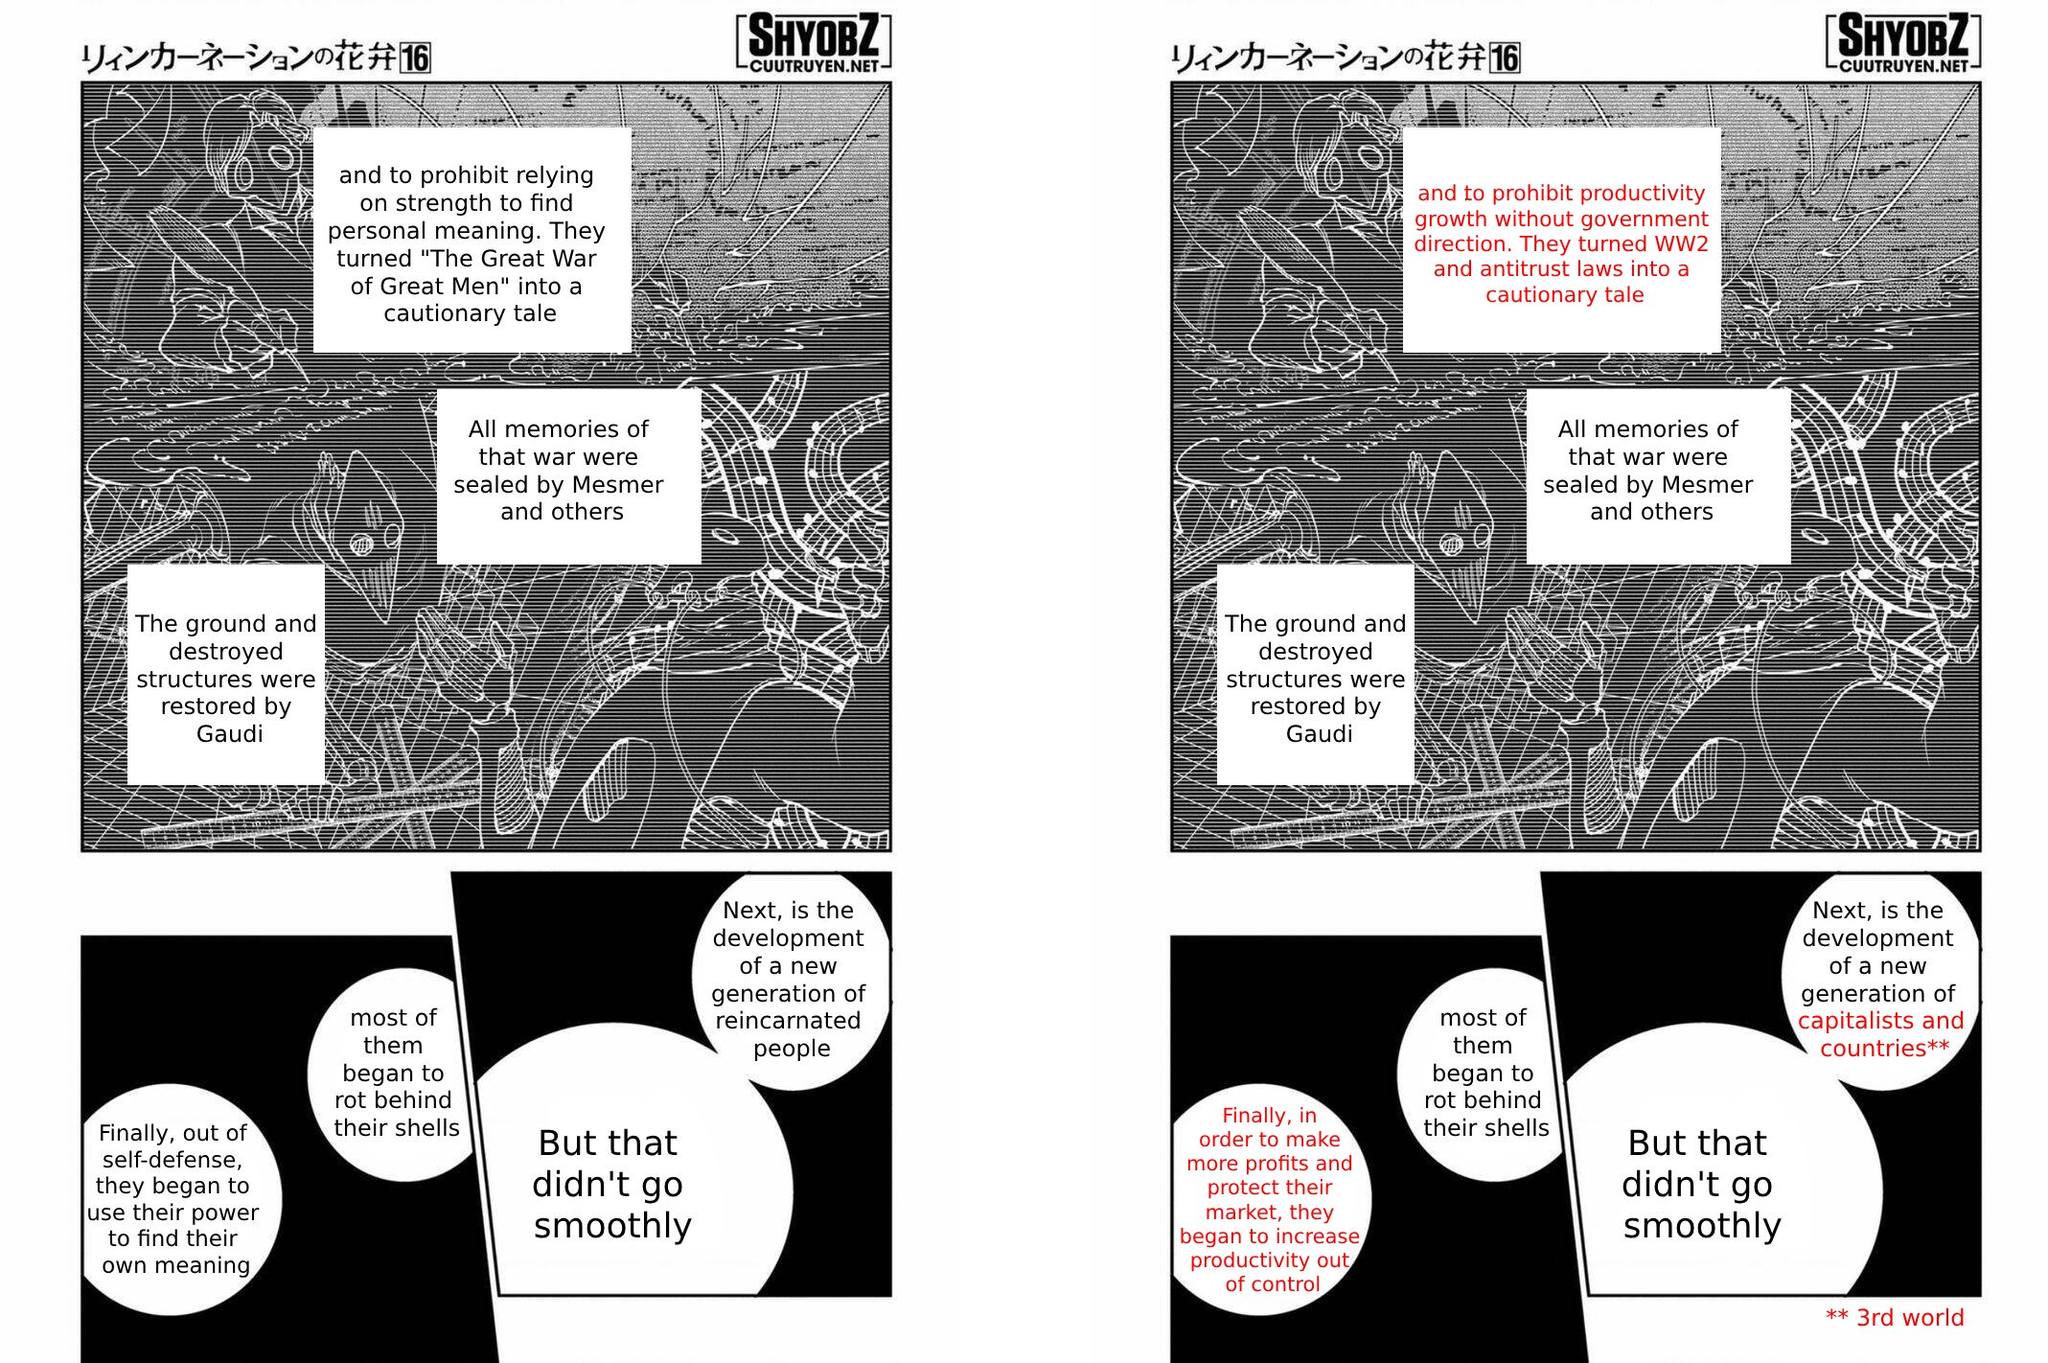 リィンカーネーションの花弁 16
SHYOBZ
CUUTRUYEN.NET
and to prohibit relying
on strength to find
personal meaning. They
turned "The Great War
of Great Men" into a
cautionary tale
All memories of
that war were
sealed by Mesmer
and others
The ground and
destroyed
structures were
restored by
Gaudi
Next, is the
development
of a new
generation of
reincarnated
people
But that
didn't go
smoothly
most of
them
began to
rot behind
their shells
Finally, out of
self-defense,
they began to
use their power
to find their
own meaning
リィンカーネーションの花弁 16
SHYOBZ
CUUTRUYEN.NET
and to prohibit productivity
growth without government
direction. They turned WW2
and antitrust laws into a
cautionary tale
All memories of
that war were
sealed by Mesmer
and others
The ground and
destroyed
structures were
restored by
Gaudi
Next, is the
development
of a new
generation of
capitalists and
countries**
But that
didn't go
smoothly
most of
them
began to
rot behind
their shells
Finally, in
order to make
more profits and
protect their
market, they
began to increase
productivity out
of control
** 3rd world